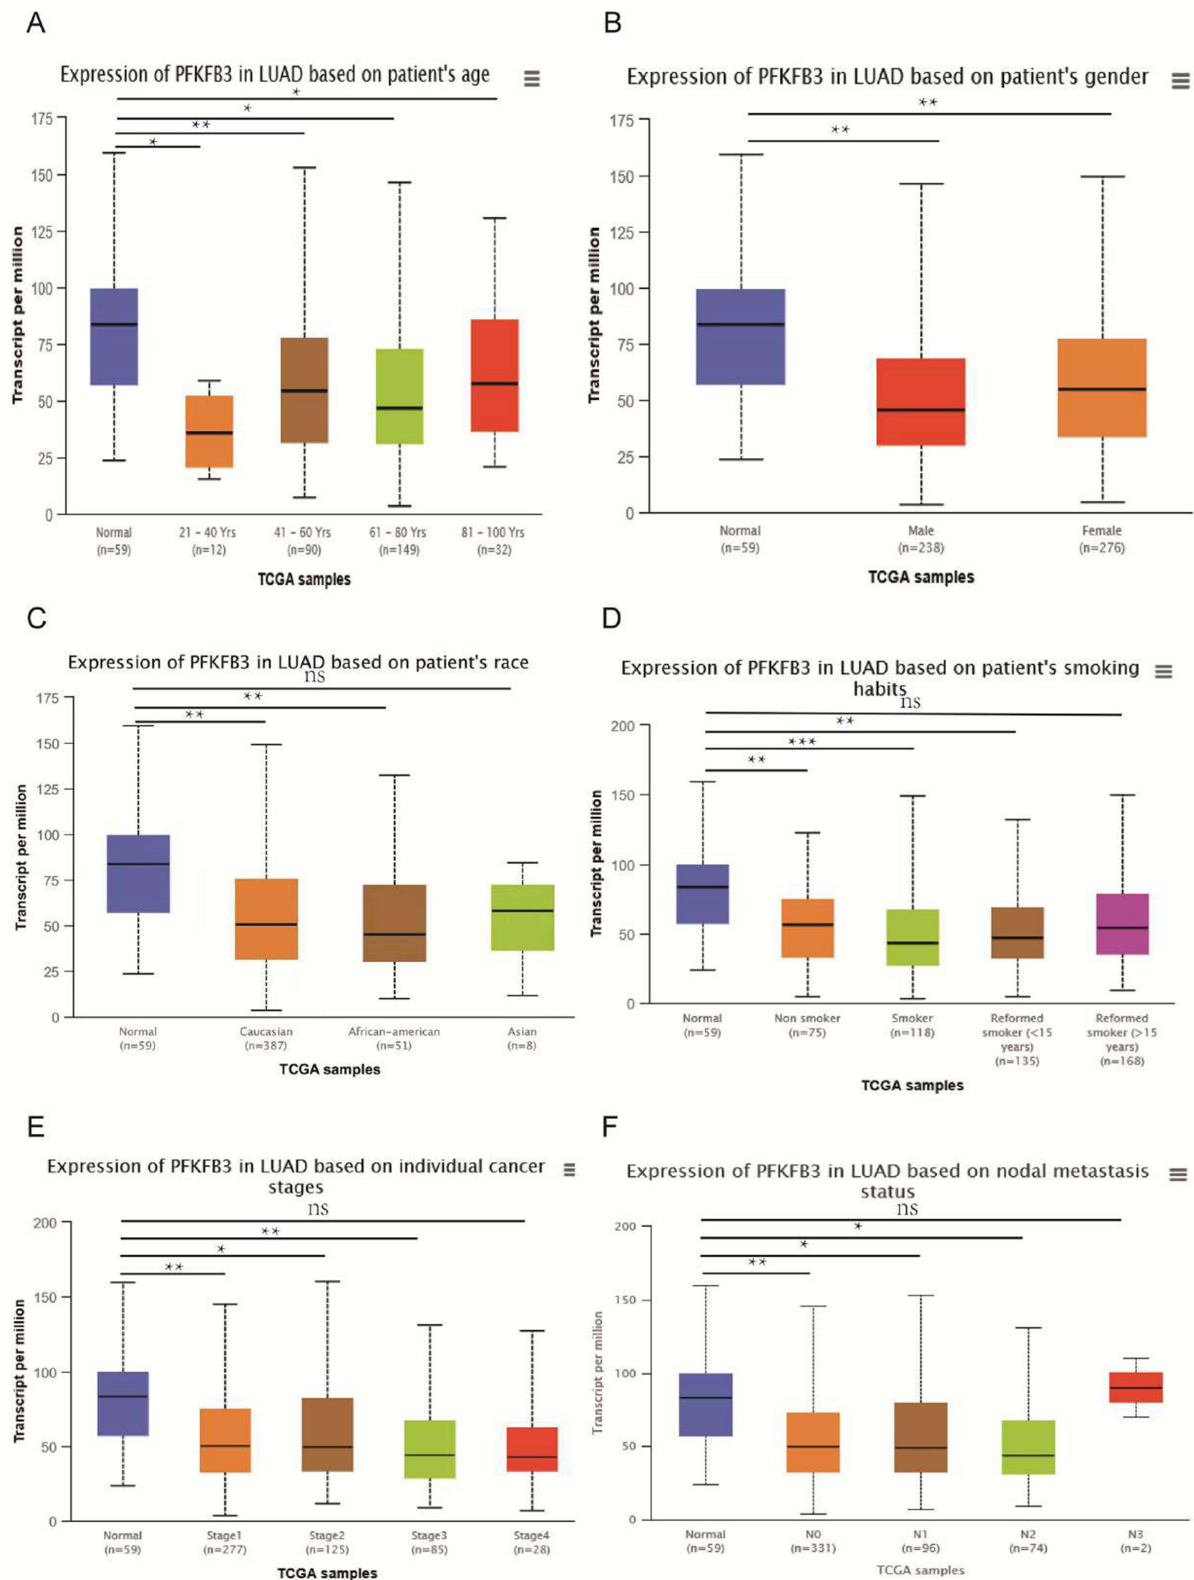 A
Expression of PFKFB3 in LUAD based on patient's age
*
*
**
*
175
150
125
100
75
50
25
0
Transcript per million
Normal
(n=59)
21 – 40 Yrs
(n=12)
41 – 60 Yrs
(n=90)
61 – 80 Yrs
(n=149)
81 – 100 Yrs
(n=32)
TCGA samples
B
Expression of PFKFB3 in LUAD based on patient's gender
**
**
175
150
125
100
75
50
25
0
Transcript per million
Normal
(n=59)
Male
(n=238)
Female
(n=276)
TCGA samples
C
Expression of PFKFB3 in LUAD based on patient's race
ns
**
**
175
150
125
100
75
50
25
0
Transcript per million
Normal
(n=59)
Caucasian
(n=387)
African-american
(n=51)
Asian
(n=8)
TCGA samples
D
Expression of PFKFB3 in LUAD based on patient's smoking
habits
ns
**
***
**
200
150
100
50
0
Transcript per million
Normal
(n=59)
Non smoker
(n=75)
Smoker
(n=118)
Reformed
smoker (<15
years)
(n=135)
Reformed
smoker (>15
years)
(n=168)
TCGA samples
E
Expression of PFKFB3 in LUAD based on individual cancer
stages
ns
**
*
**
200
150
100
50
0
Transcript per million
Normal
(n=59)
Stage1
(n=277)
Stage2
(n=125)
Stage3
(n=85)
Stage4
(n=28)
TCGA samples
F
Expression of PFKFB3 in LUAD based on nodal metastasis
status
ns
*
*
**
200
150
100
50
0
Transcript per million
Normal
(n=59)
N0
(n=331)
N1
(n=96)
N2
(n=74)
N3
(n=2)
TCGA samples